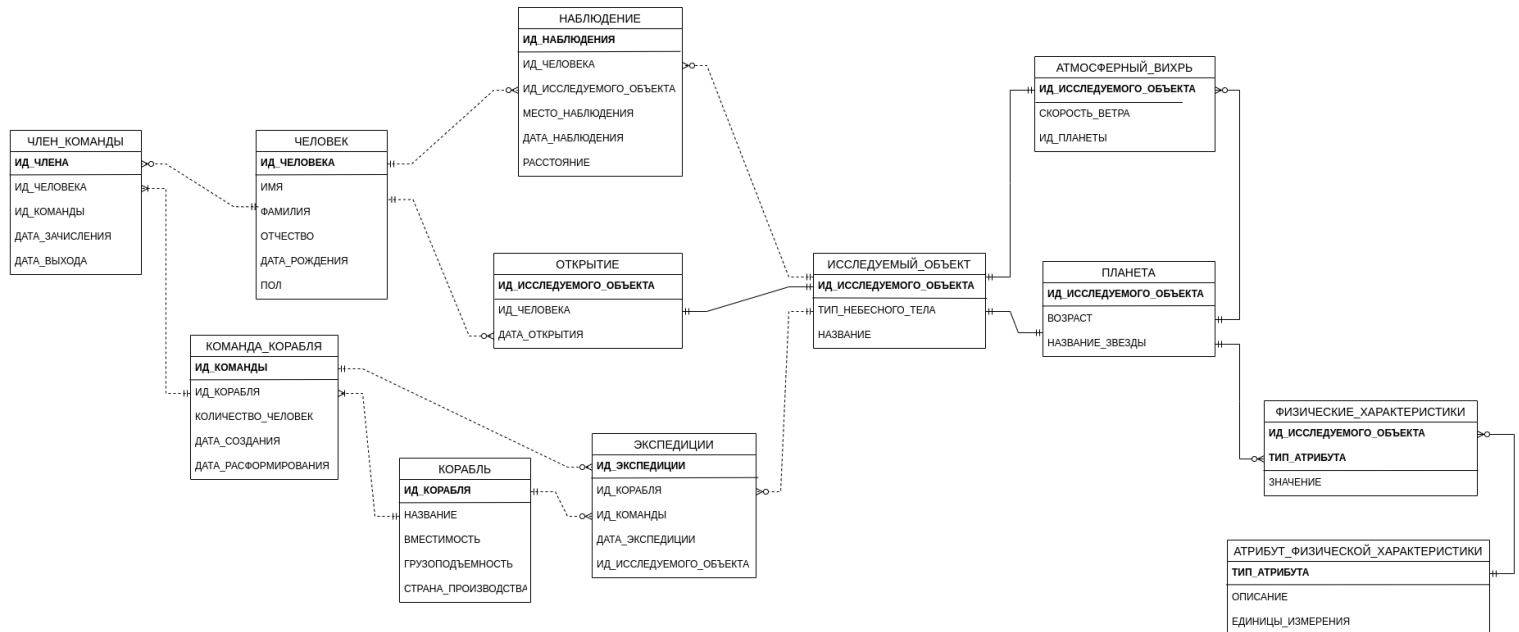 НАБЛЮДЕНИЕ
ИД_НАБЛЮДЕНИЯ
ИД_ЧЕЛОВЕКА
ИД_ИССЛЕДУЕМОГО_ОБЪЕКТА
МЕСТО_НАБЛЮДЕНИЯ
ДАТА_НАБЛЮДЕНИЯ
РАССТОЯНИЕ
АТМОСФЕРНЫЙ_ВИХРЬ
ИД_ИССЛЕДУЕМОГО_ОБЪЕКТА
СКОРОСТЬ_ВЕТРА
ИД_ПЛАНЕТЫ
ЧЛЕН_КОМАНДЫ
ИД_ЧЛЕНА
ИД_ЧЕЛОВЕКА
ИД_КОМАНДЫ
ДАТА_ЗАЧИСЛЕНИЯ
ДАТА_ВЫХОДА
ЧЕЛОВЕК
ИД_ЧЕЛОВЕКА
ИМЯ
ФАМИЛИЯ
ОТЧЕСТВО
ДАТА_РОЖДЕНИЯ
ПОЛ
ОТКРЫТИЕ
ИД_ИССЛЕДУЕМОГО_ОБЪЕКТА
ИД_ЧЕЛОВЕКА
ДАТА_ОТКРЫТИЯ
ИССЛЕДУЕМЫЙ_ОБЪЕКТ
ИД_ИССЛЕДУЕМОГО_ОБЪЕКТА
ТИП_НЕБЕСНОГО_ТЕЛА
НАЗВАНИЕ
ПЛАНЕТА
ИД_ИССЛЕДУЕМОГО_ОБЪЕКТА
ВОЗРАСТ
НАЗВАНИЕ_ЗВЕЗДЫ
КОМАНДА_КОРАБЛЯ
ИД_КОМАНДЫ
ИД_КОРАБЛЯ
КОЛИЧЕСТВО_ЧЕЛОВЕК
ДАТА_СОЗДАНИЯ
ДАТА_РАСФОРМИРОВАНИЯ
КОРАБЛЬ
ИД_КОРАБЛЯ
НАЗВАНИЕ
ВМЕСТИМОСТЬ
ГРУЗОПОДЪЕМНОСТЬ
СТРАНА_ПРОИЗВОДСТВА
ЭКСПЕДИЦИИ
ИД_ЭКСПЕДИЦИИ
ИД_КОРАБЛЯ
ИД_КОМАНДЫ
ДАТА_ЭКСПЕДИЦИИ
ИД_ИССЛЕДУЕМОГО_ОБЪЕКТА
ФИЗИЧЕСКИЕ_ХАРАКТЕРИСТИКИ
ИД_ИССЛЕДУЕМОГО_ОБЪЕКТА
ТИП_АТРИБУТА
ЗНАЧЕНИЕ
АТРИБУТ_ФИЗИЧЕСКОЙ_ХАРАКТЕРИСТИКИ
ТИП_АТРИБУТА
ОПИСАНИЕ
ЕДИНИЦЫ_ИЗМЕРЕНИЯ